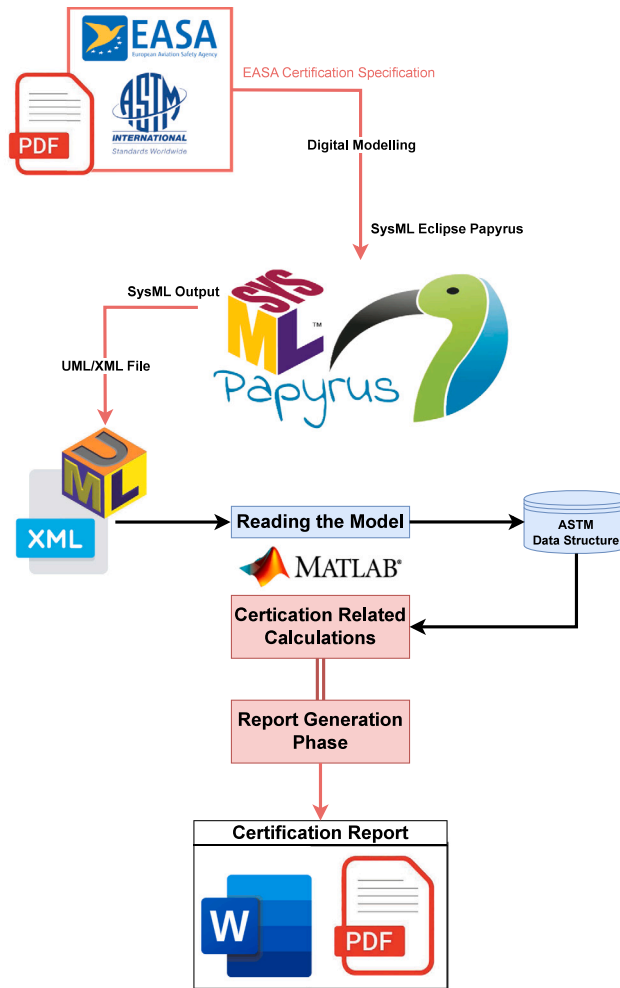 EASA
European Aviation Safety Agency
EASA Certification Specification
ASTM
INTERNATIONAL
Standards Worldwide
PDF
Digital Modelling
SysML Eclipse Papyrus
SysML Output
SYS
ML™
Papyrus
UML/XML File
U
ML
XML
Reading the Model
ASTM
Data Structure
MATLAB®
Certication Related
Calculations
Report Generation
Phase
Certification Report
W
PDF